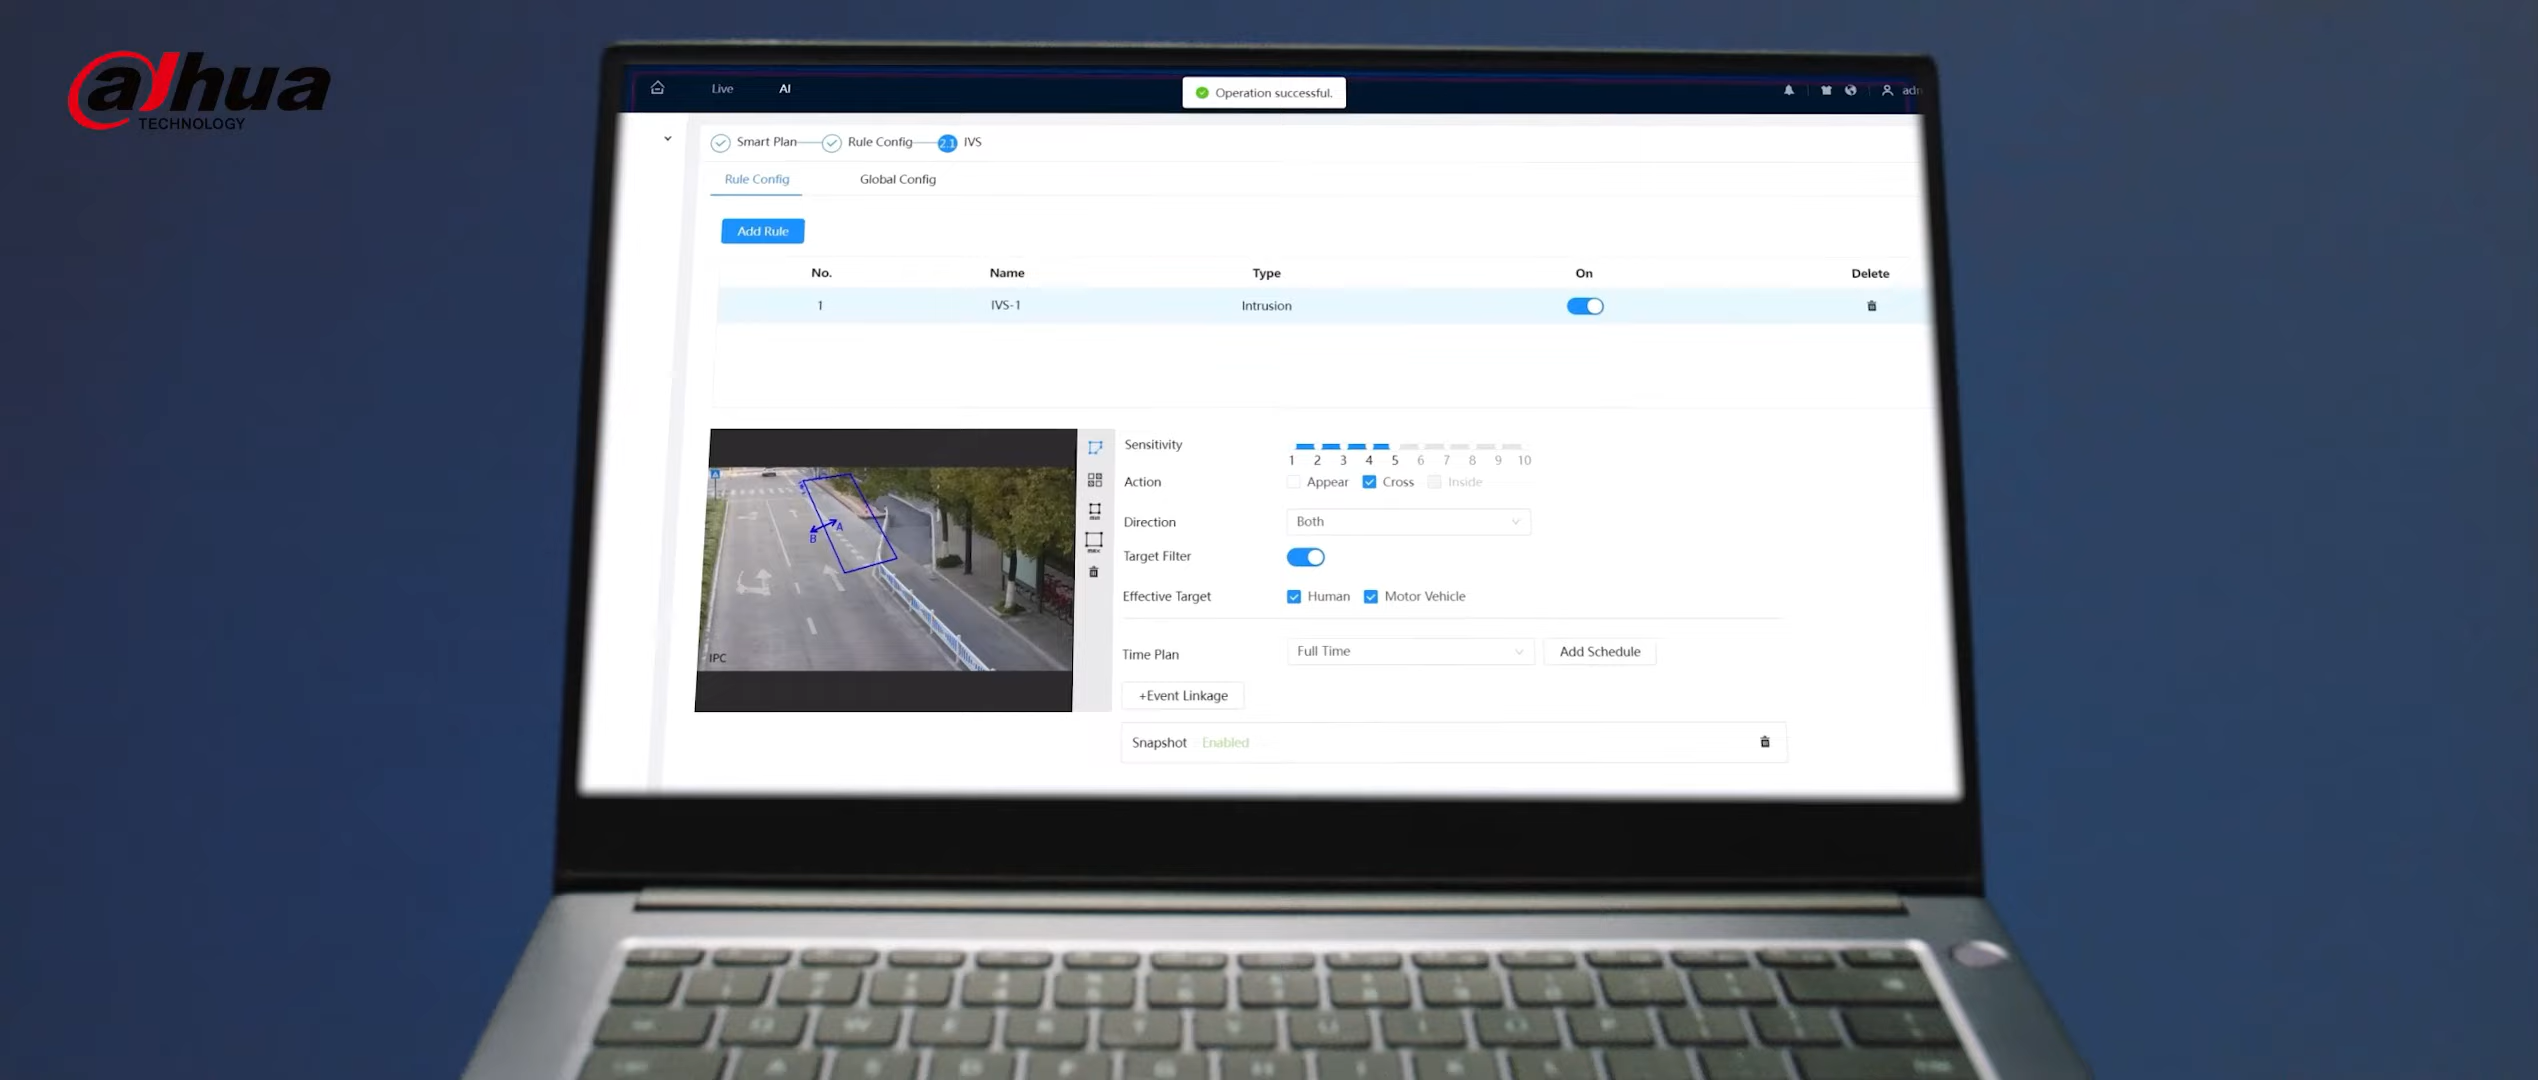 alhua
TECHNOLOGY
Live AI
Operation successful.
Smart Plan Rule Config 2.1 IVS
Rule Config Global Config
Add Rule
No. Name Type On Delete
1 IVS-1 Intrusion
Sensitivity
1 2 3 4 5 6 7 8 9 10
Action Appear Cross Inside
Direction Both
Target Filter
Effective Target Human Motor Vehicle
Time Plan Full Time Add Schedule
+Event Linkage
Snapshot Enabled
A
B
IPC